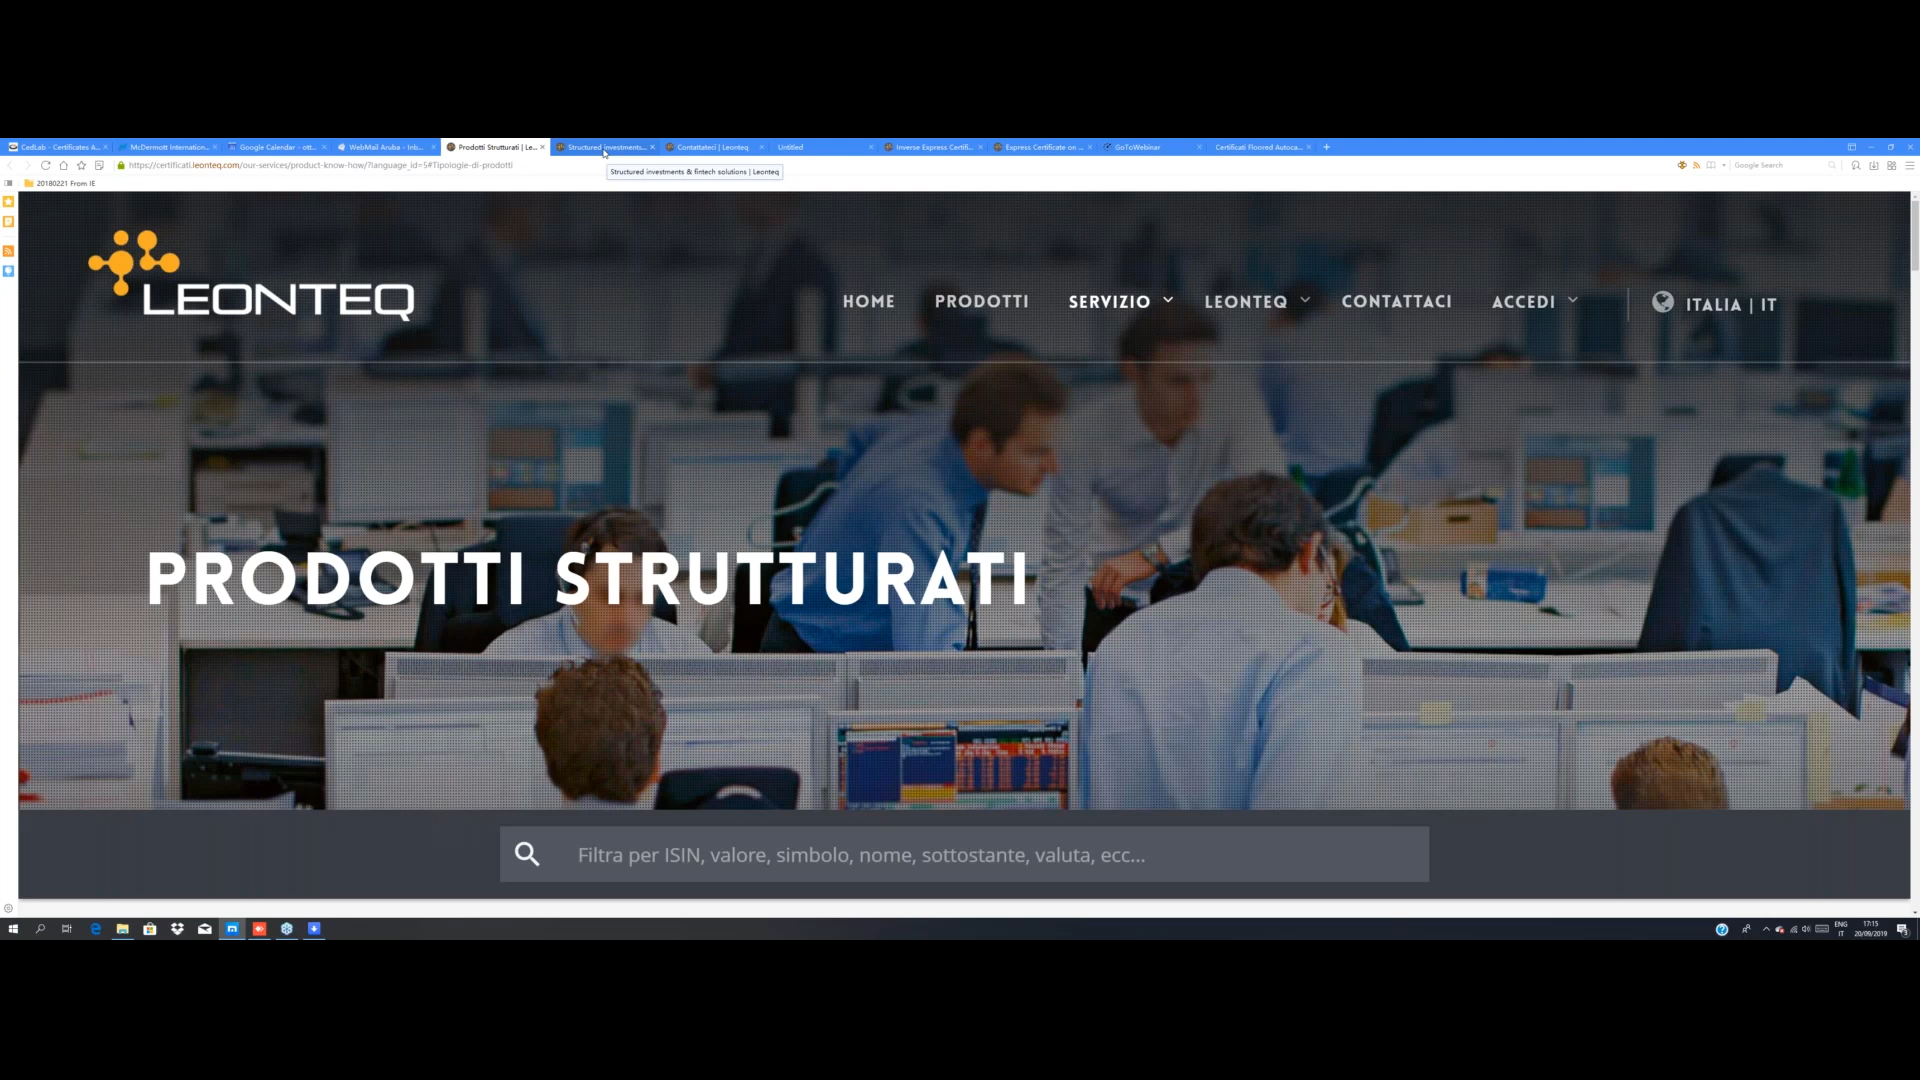 CedLab - Certificates A...
McDermott Internation...
Google Calendar - ott...
WebMail Aruba - Inb...
Prodotti Strutturati | Le...
Structured investments...
Contattateci | Leonteq
Untitled
Inverse Express Certifi...
Express Certificate on ...
GoToWebinar
Certificati Floored Autoca...
https://certificati.leonteq.com/our-services/product-know-how/?language_id=5#Tipologie-di-prodotti
Google Search
Structured investments & fintech solutions | Leonteq
20180221 From IE
LEONTEQ
HOME
PRODOTTI
SERVIZIO
LEONTEQ
CONTATTACI
ACCEDI
ITALIA | IT
PRODOTTI STRUTTURATI
Filtra per ISIN, valore, simbolo, nome, sottostante, valuta, ecc...
ENG
IT
17:15
20/09/2019